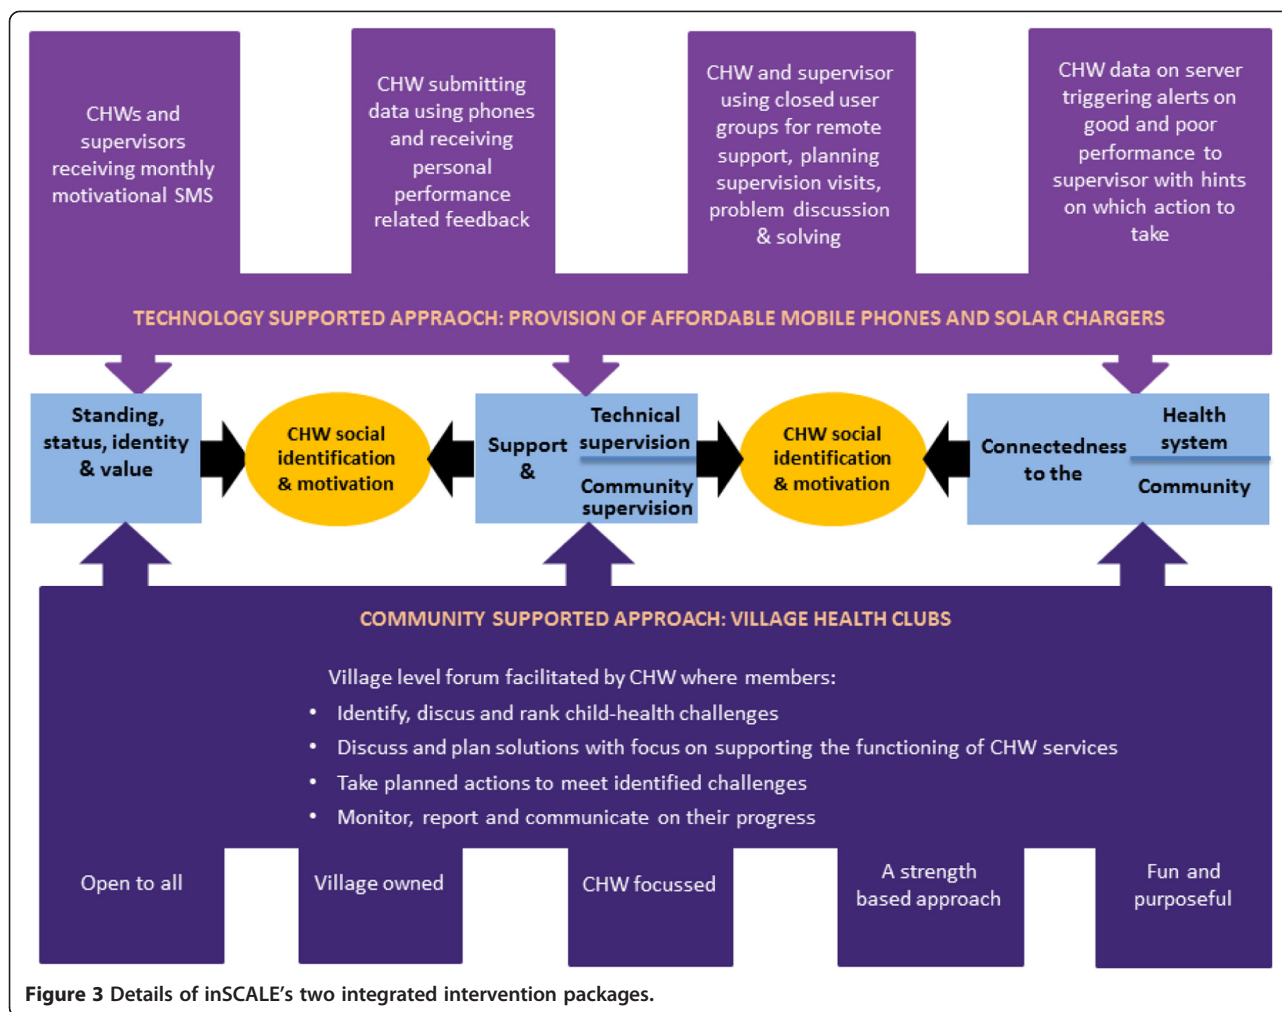 CHWs and
supervisors
receiving monthly
motivational SMS
CHW submitting
data using phones
and receiving
personal
performance
related feedback
CHW and supervisor
using closed user
groups for remote
support, planning
supervision visits,
problem discussion
& solving
CHW data on server
triggering alerts on
good and poor
performance to
supervisor with hints
on which action to
take
TECHNOLOGY SUPPORTED APPRAOCH: PROVISION OF AFFORDABLE MOBILE PHONES AND SOLAR CHARGERS
Standing,
status, identity
& value
CHW social
identification
& motivation
Support
&
Technical
supervision
Community
supervision
CHW social
identification
& motivation
Connectedness
to the
Health
system
Community
COMMUNITY SUPPORTED APPROACH: VILLAGE HEALTH CLUBS
Village level forum facilitated by CHW where members:
• Identify, discus and rank child-health challenges
• Discuss and plan solutions with focus on supporting the functioning of CHW services
• Take planned actions to meet identified challenges
• Monitor, report and communicate on their progress
Open to all
Village owned
CHW focussed
A strength
based approach
Fun and
purposeful
Figure 3 Details of inSCALE's two integrated intervention packages.